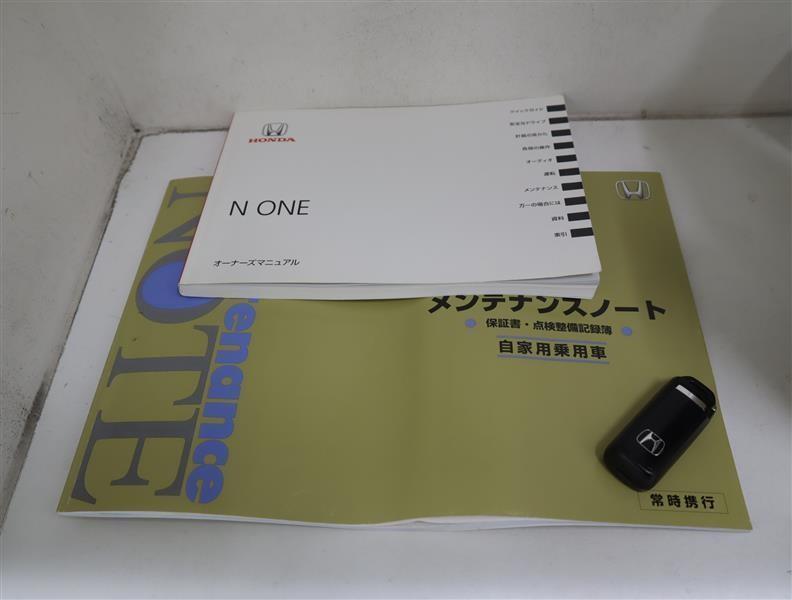 HONDA
N ONE
オーナーズマニュアル
クイックガイド
安全なドライブ
計器の見かた
各部の操作
オーディオ
運転
メンテナンス
万一の場合には
資料
索引
NOTE
enance
メンテナンスノート
保証書・点検整備記録簿
自家用乗用車
常時携行